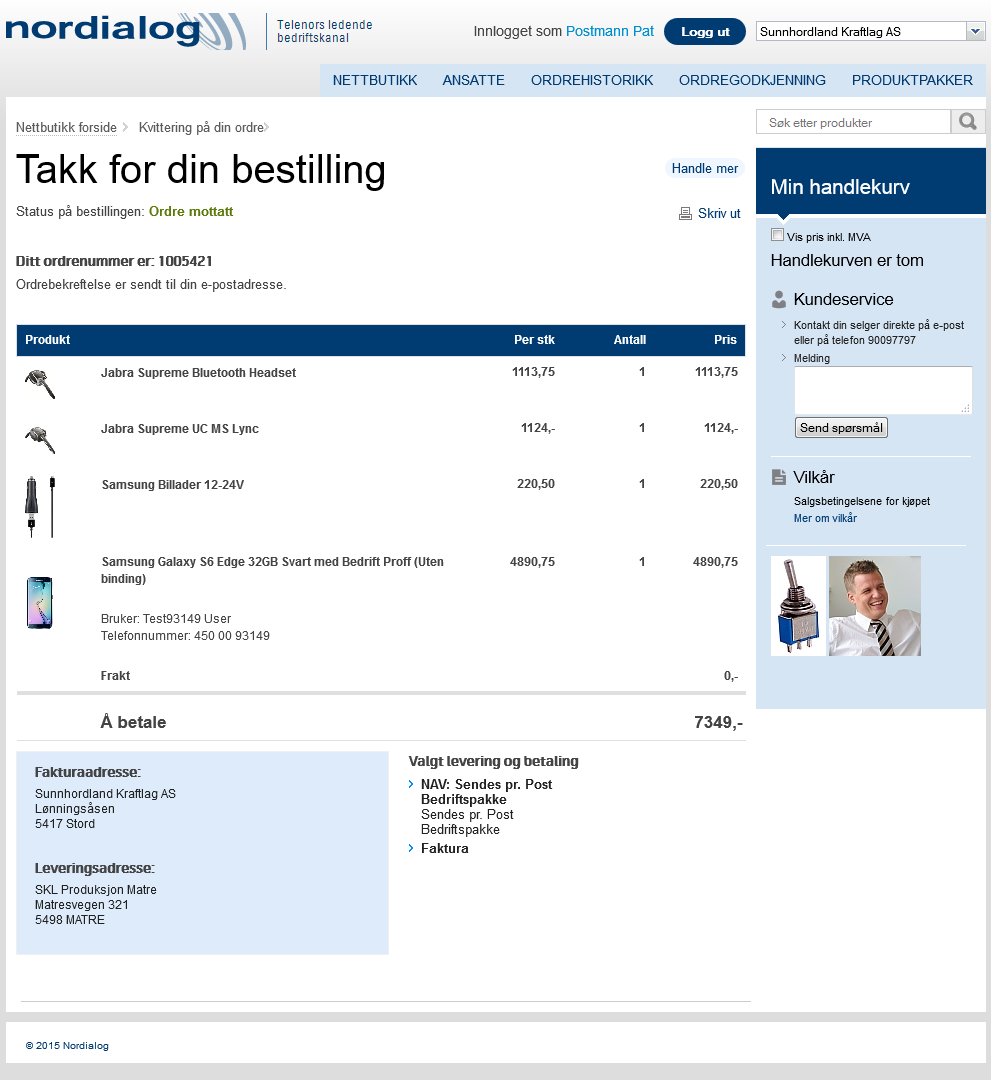 nordialog
Telenors ledende
bedriftskanal
Innlogget som Postmann Pat
Logg ut
Sunnhordland Kraftlag AS
NETTBUTIKK ANSATTE ORDREHISTORIKK ORDREGODKJENNING PRODUKTPAKKER
Nettbutikk forside Kvittering på din ordre
Takk for din bestilling
Handle mer
Status på bestillingen: Ordre mottatt
Skriv ut
Ditt ordrenummer er: 1005421
Ordrebekreftelse er sendt til din e-postadresse.
Produkt Per stk Antall Pris
Jabra Supreme Bluetooth Headset 1113,75 1 1113,75
Jabra Supreme UC MS Lync 1124,- 1 1124,-
Samsung Billader 12-24V 220,50 1 220,50
Samsung Galaxy S6 Edge 32GB Svart med Bedrift Proff (Uten 4890,75 1 4890,75
binding)
Bruker: Test93149 User
Telefonnummer: 450 00 93149
Frakt 0,-
Å betale 7349,-
Fakturaadresse:
Sunnhordland Kraftlag AS
Lønningsåsen
5417 Stord
Leveringsadresse:
SKL Produksjon Matre
Matresvegen 321
5498 MATRE
Valgt levering og betaling
NAV: Sendes pr. Post
Bedriftspakke
Sendes pr. Post
Bedriftspakke
Faktura
Søk etter produkter
Min handlekurv
Vis pris inkl. MVA
Handlekurven er tom
Kundeservice
Kontakt din selger direkte på e-post
eller på telefon 90097797
Melding
Send spørsmål
Vilkår
Salgsbetingelsene for kjøpet
Mer om vilkår
© 2015 Nordialog